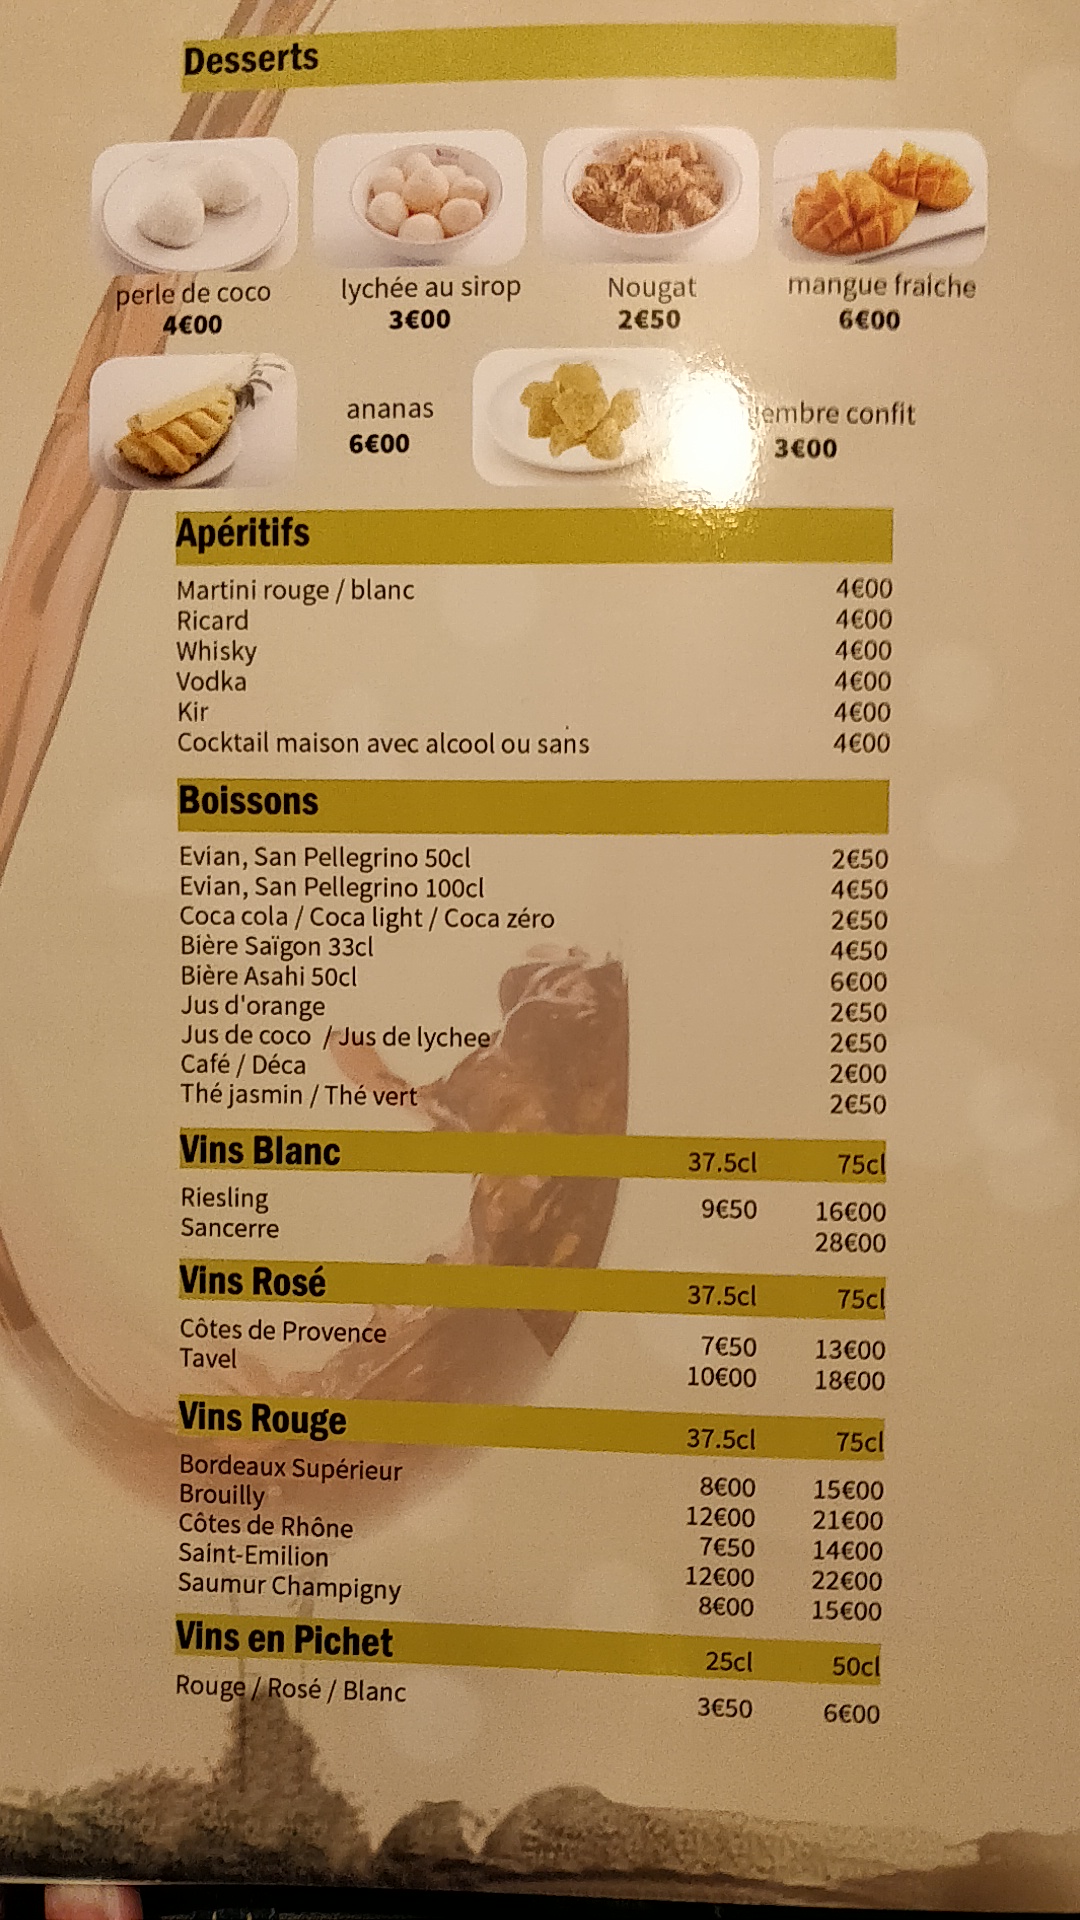 Desserts
perle de coco
4€00
lychée au sirop
3€00
Nougat
2€50
mangue fraiche
6€00
ananas
6€00
confit
3€00
Apéritifs
Martini rouge / blanc 4€00
Ricard 4€00
Whisky 4€00
Vodka 4€00
Kir 4€00
Cocktail maison avec alcool ou sans 4€00
Boissons
Evian, San Pellegrino 50cl 2€50
Evian, San Pellegrino 100cl 4€50
Coca cola / Coca light / Coca zéro 2€50
Bière Saïgon 33cl 4€50
Bière Asahi 50cl 6€00
Jus d'orange 2€50
Jus de coco / Jus de lychee 2€50
Café / Déca 2€00
Thé jasmin / Thé vert 2€50
Vins Blanc 37.5cl 75cl
Riesling 9€50 16€00
Sancerre 28€00
Vins Rosé 37.5cl 75cl
Côtes de Provence 7€50 13€00
Tavel 10€00 18€00
Vins Rouge 37.5cl 75cl
Bordeaux Supérieur 8€00 15€00
Brouilly 12€00 21€00
Côtes de Rhône 7€50 14€00
Saint-Emilion 12€00 22€00
Saumur Champigny 8€00 15€00
Vins en Pichet 25cl 50cl
Rouge / Rosé / Blanc 3€50 6€00